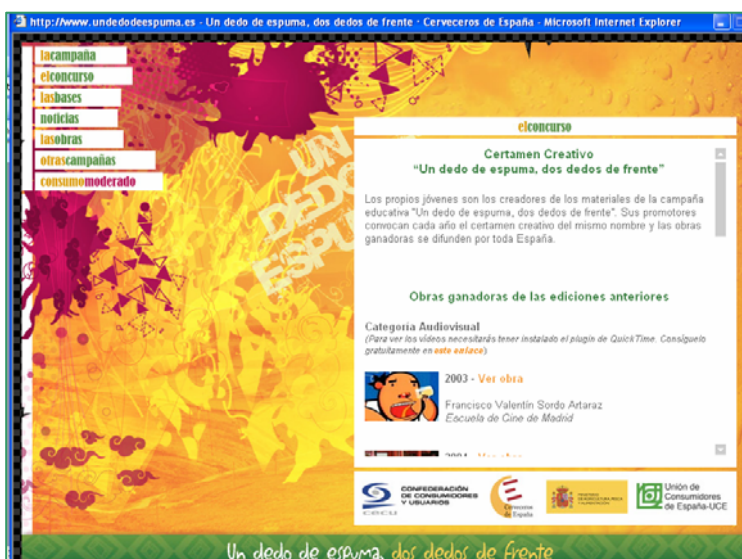 http://www.undedodeespuma.es - Un dedo de espuma, dos dedos de frente · Cerveceros de España - Microsoft Internet Explorer
lacampaña
elconcurso
lasbases
noticias
lasobras
otrascampañas
consumomoderado
UN
DEDO
ESPU
elconcurso
Certamen Creativo
“Un dedo de espuma, dos dedos de frente”
Los propios jóvenes son los creadores de los materiales de la campaña
educativa "Un dedo de espuma, dos dedos de frente". Sus promotores
convocan cada año el certamen creativo del mismo nombre y las obras
ganadoras se difunden por toda España.
Obras ganadoras de las ediciones anteriores
Categoría Audiovisual
(Para ver los vídeos necesitarás tener instalado el plugin de QuickTime. Consíguelo
gratuitamente en este enlace)
2003 - Ver obra
Francisco Valentín Sordo Artaraz
Escuela de Cine de Madrid
2004 - Ver obra
CECU
CONFEDERACIÓN
DE CONSUMIDORES
Y USUARIOS
Cerveceros
de España
Unión de
Consumidores
de España-UCE
Un dedo de espuma, dos dedos de frente